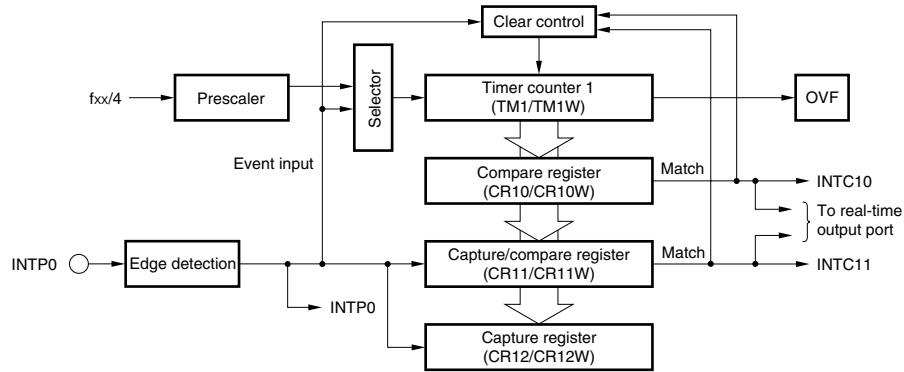 Clear control
fxx/4
Prescaler
Selector
Timer counter 1
(TM1/TM1W)
OVF
Event input
Compare register
(CR10/CR10W)
Match
INTC10
To real-time
output port
INTP0
Edge detection
Capture/compare register
(CR11/CR11W)
Match
INTC11
INTP0
Capture register
(CR12/CR12W)